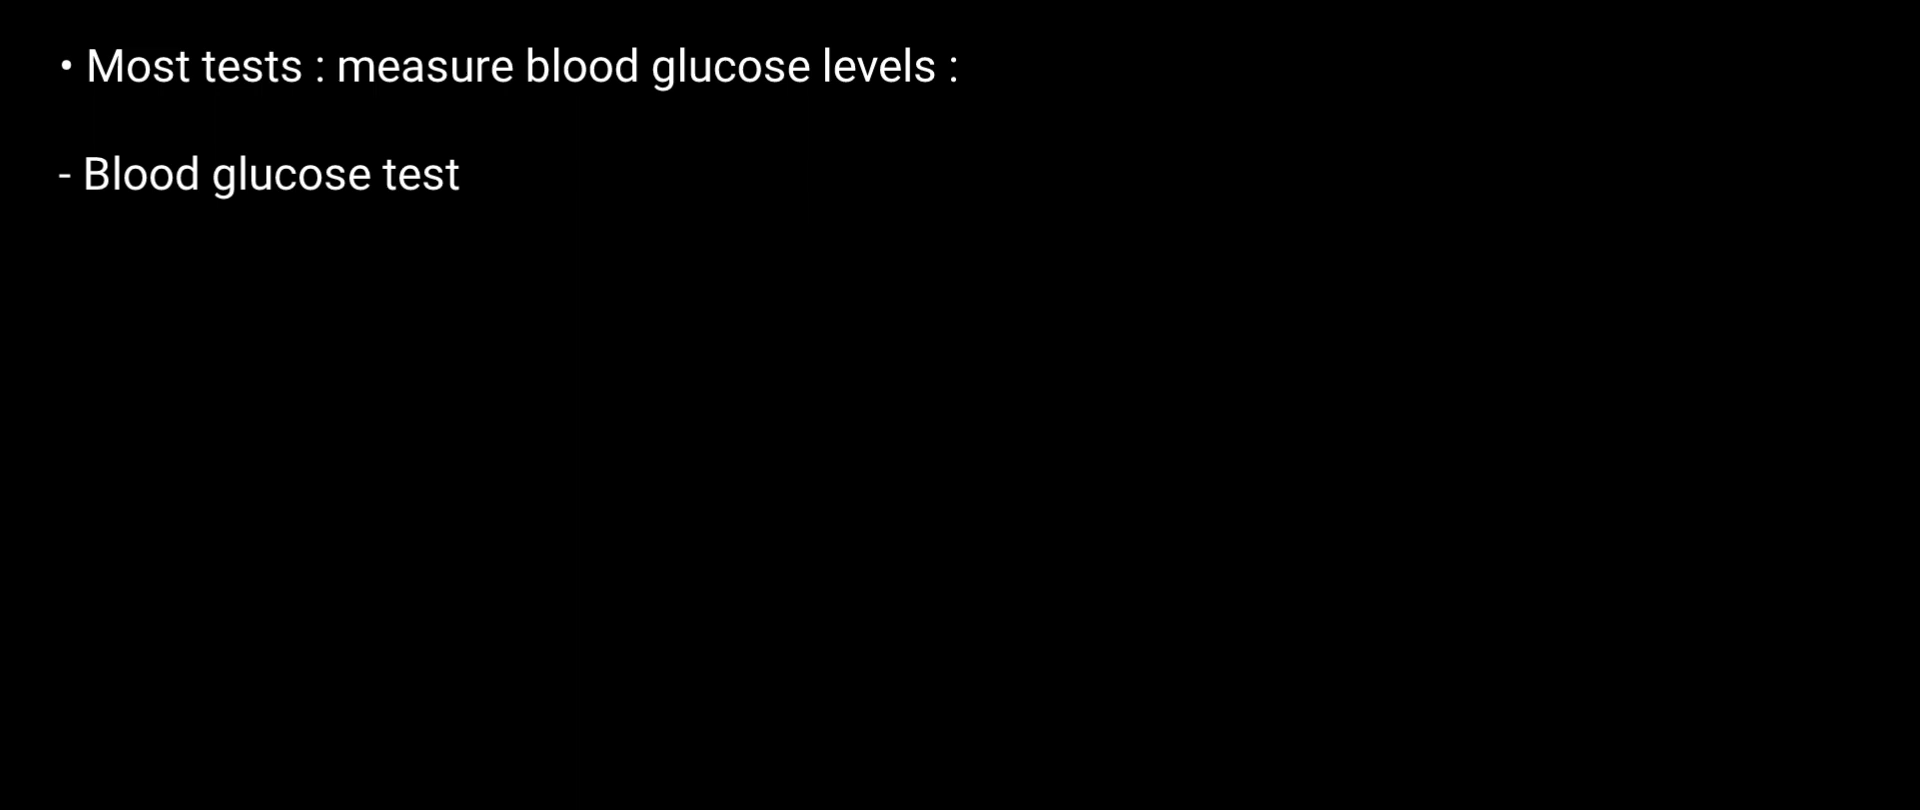 • Most tests : measure blood glucose levels :
- Blood glucose test